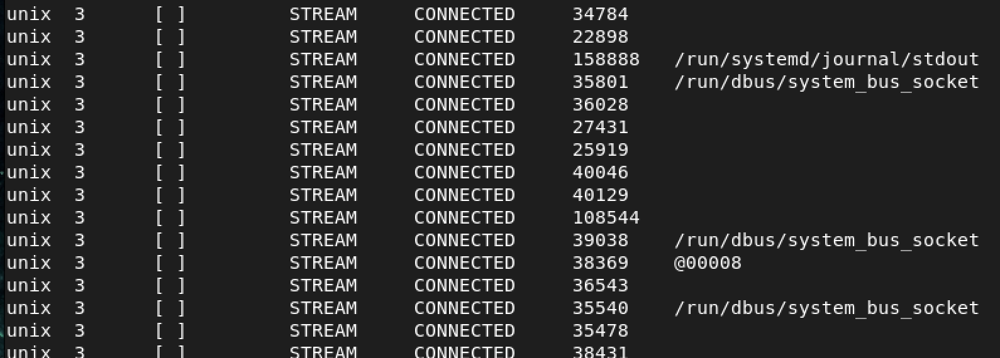 unix  3      [ ]         STREAM     CONNECTED     34784
unix  3      [ ]         STREAM     CONNECTED     22898
unix  3      [ ]         STREAM     CONNECTED     158888   /run/systemd/journal/stdout
unix  3      [ ]         STREAM     CONNECTED     35801    /run/dbus/system_bus_socket
unix  3      [ ]         STREAM     CONNECTED     36028
unix  3      [ ]         STREAM     CONNECTED     27431
unix  3      [ ]         STREAM     CONNECTED     25919
unix  3      [ ]         STREAM     CONNECTED     40046
unix  3      [ ]         STREAM     CONNECTED     40129
unix  3      [ ]         STREAM     CONNECTED     108544
unix  3      [ ]         STREAM     CONNECTED     39038    /run/dbus/system_bus_socket
unix  3      [ ]         STREAM     CONNECTED     38369    @00008
unix  3      [ ]         STREAM     CONNECTED     36543
unix  3      [ ]         STREAM     CONNECTED     35540    /run/dbus/system_bus_socket
unix  3      [ ]         STREAM     CONNECTED     35478
unix  3      [ ]         STREAM     CONNECTED     38431